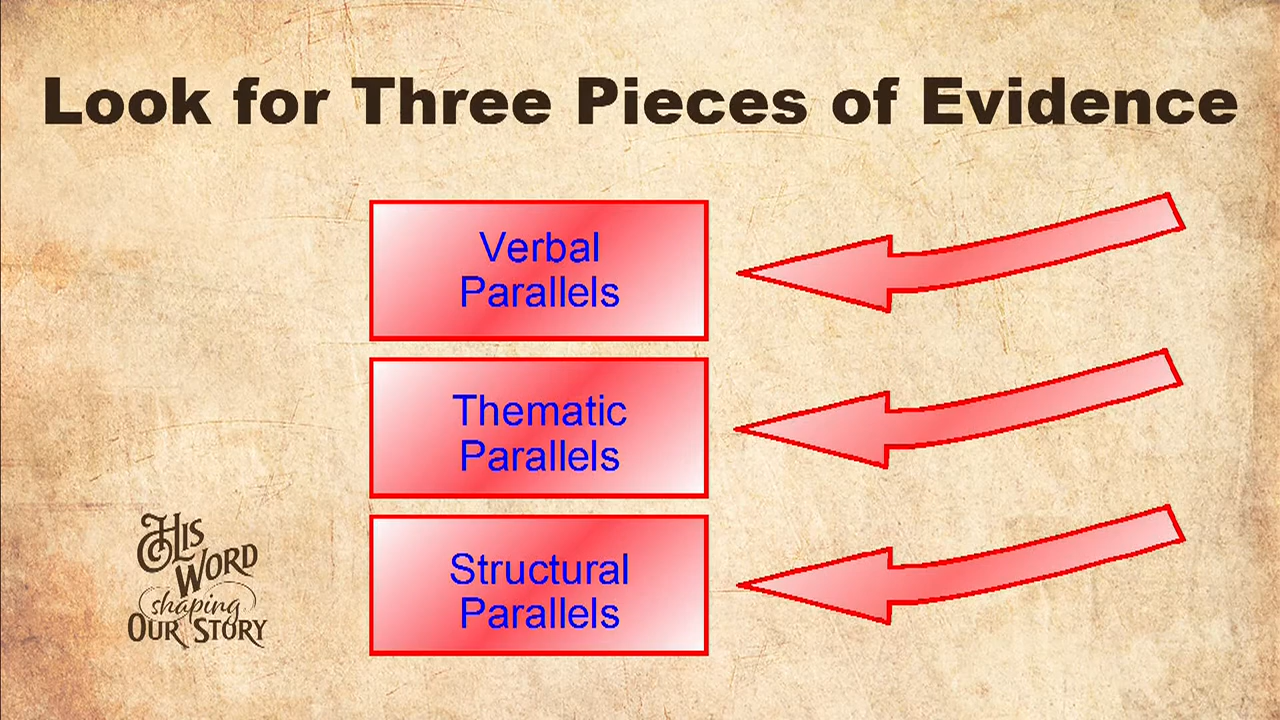 Look for Three Pieces of Evidence
Verbal
Parallels
Thematic
Parallels
Structural
Parallels
HIS
WORD
shaping
OUR STORY